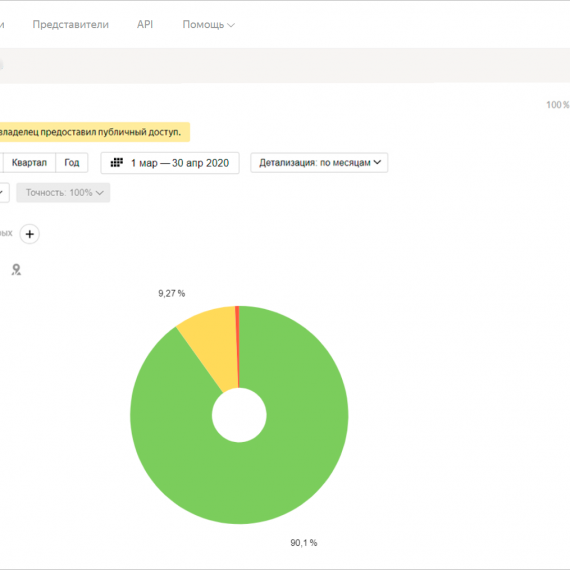 Представители API Помощь
100 %
владелец предоставил публичный доступ.
Квартал Год 1 мар — 30 апр 2020 Детализация: по месяцам
Точность: 100%
9,27 %
90,1 %